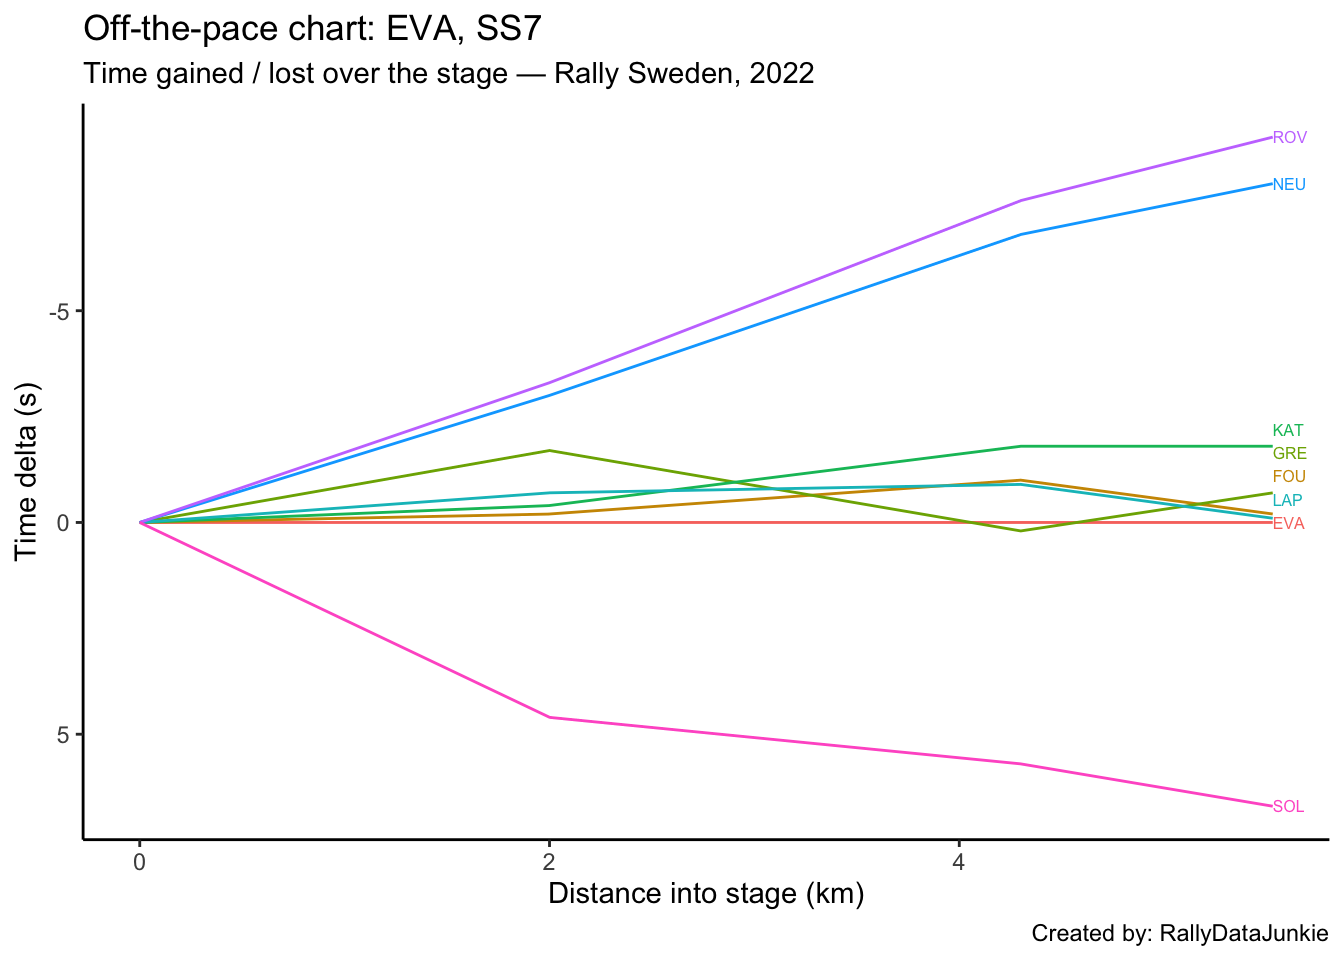 Off-the-pace chart: EVA, SS7
Time gained / lost over the stage — Rally Sweden, 2022
Time delta (s)
-5
0
5
ROV
NEU
KAT
GRE
FOU
LAP
EVA
SOL
0 2 4
Distance into stage (km)
Created by: RallyDataJunkie